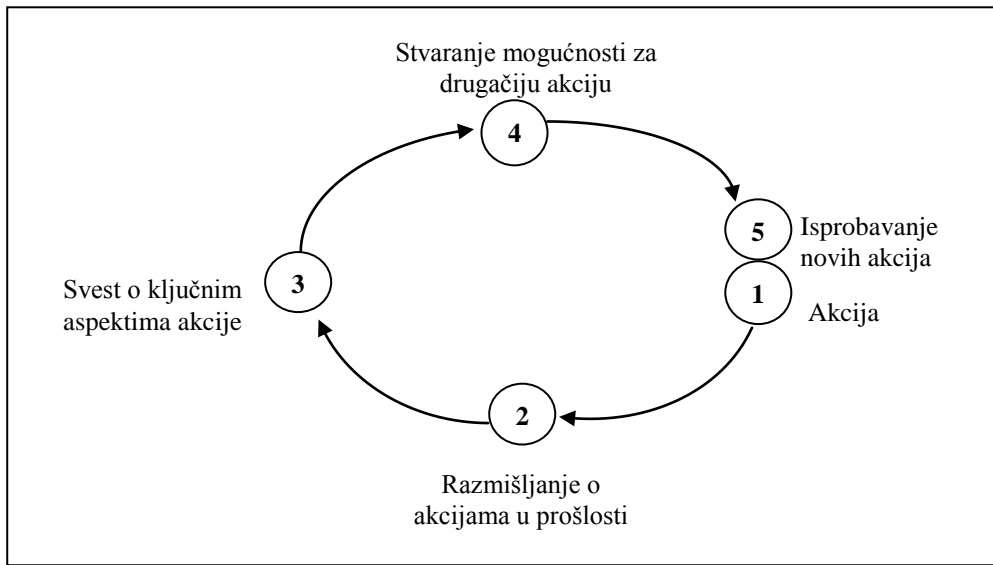 Stvaranje mogućnosti za
drugačiju akciju
4
5
Isprobavanje
novih akcija
3
Svest o ključnim
aspektima akcije
1
Akcija
2
Razmišljanje o
akcijama u prošlosti